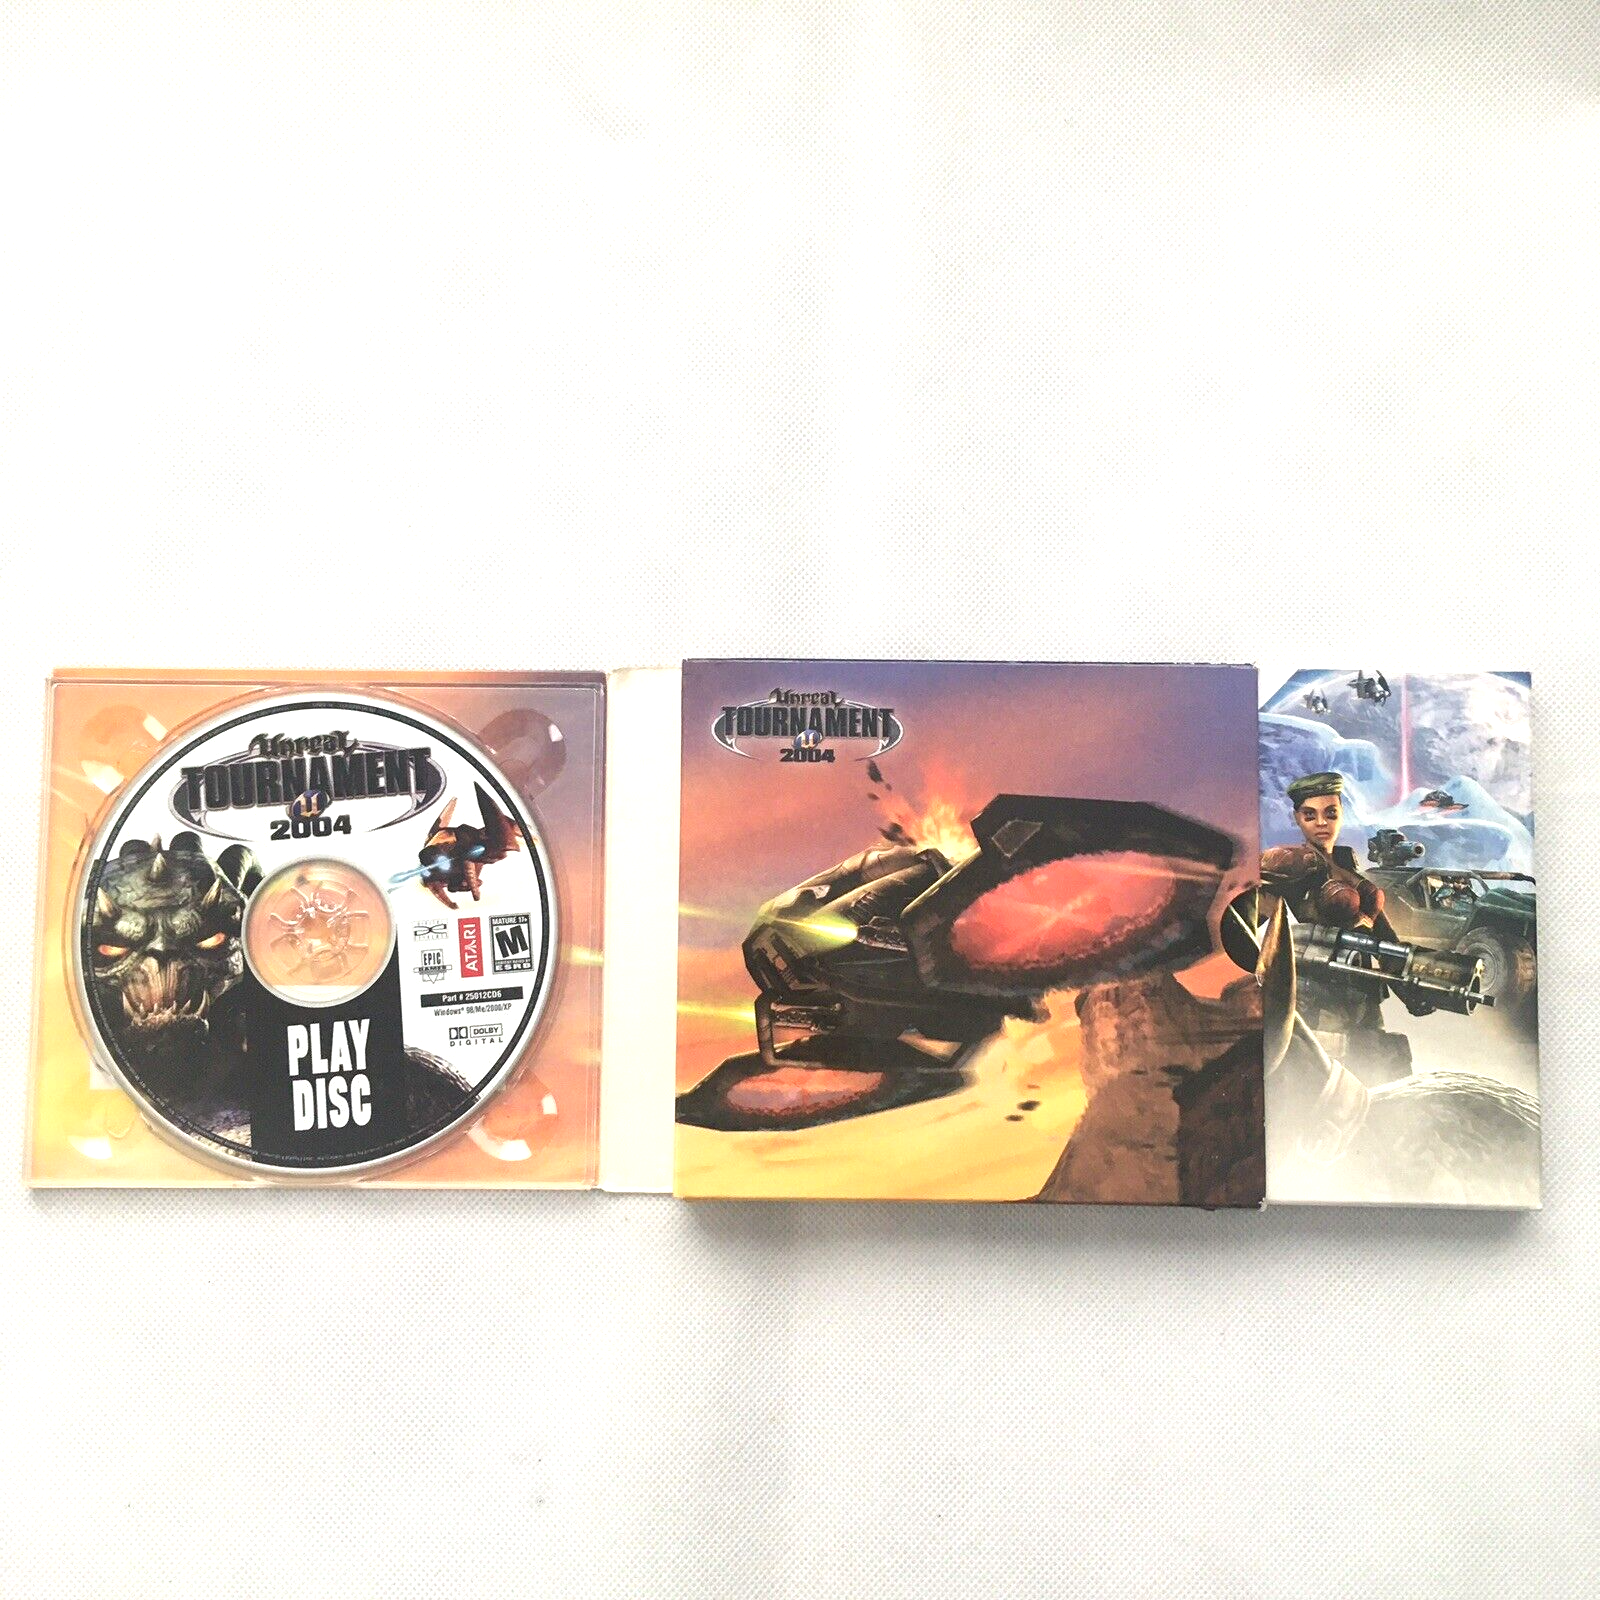 Unreal
TOURNAMENT
2004
EPIC
GAMES
ATARI
MATURE 17+
M
ESRB
Part # 25012CD6
Windows® 98/Me/2000/XP
DOLBY
DIGITAL
PLAY
DISC
Unreal
TOURNAMENT
2004